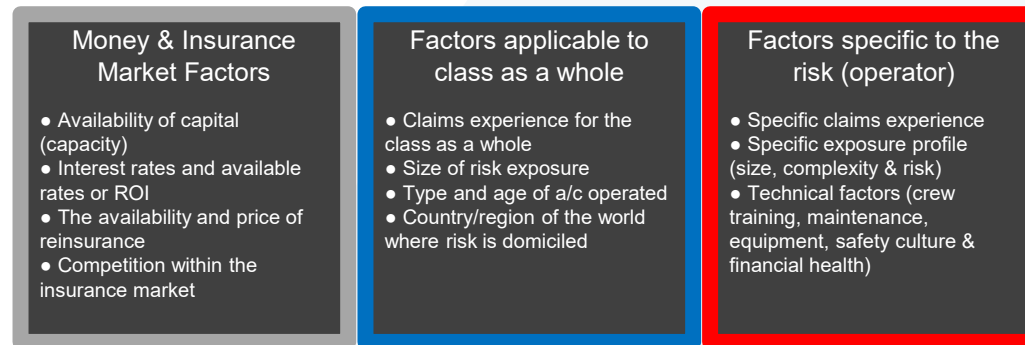 Money & Insurance
Market Factors
● Availability of capital
(capacity)
● Interest rates and available
rates or ROI
● The availability and price of
reinsurance
● Competition within the
insurance market
Factors applicable to
class as a whole
● Claims experience for the
class as a whole
● Size of risk exposure
● Type and age of a/c operated
● Country/region of the world
where risk is domiciled
Factors specific to the
risk (operator)
● Specific claims experience
● Specific exposure profile
(size, complexity & risk)
● Technical factors (crew
training, maintenance,
equipment, safety culture &
financial health)